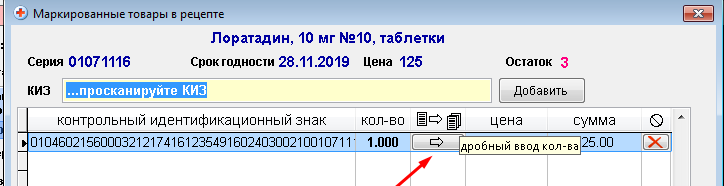 Маркированные товары в рецепте
Лоратадин, 10 мг №10, таблетки
Серия 01071116 Срок годности 28.11.2019 Цена 125 Остаток 3
КИЗ ...просканируйте КИЗ Добавить
контрольный идентификационный знак кол-во цена сумма
1.000 дробный ввод кол-ва 25.00